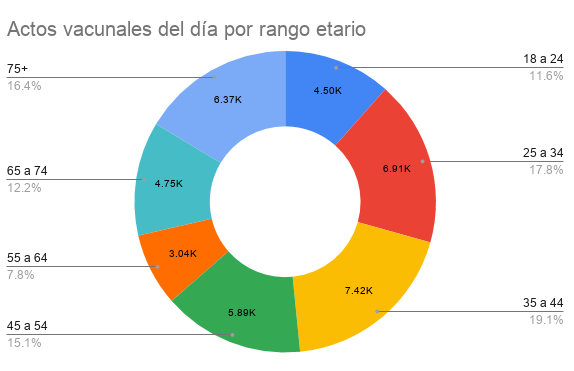 Actos vacunales del día por rango etario
18 a 24
11.6%
4.50K
25 a 34
17.8%
6.91K
35 a 44
19.1%
7.42K
45 a 54
15.1%
5.89K
55 a 64
7.8%
3.04K
65 a 74
12.2%
4.75K
75+
16.4%
6.37K